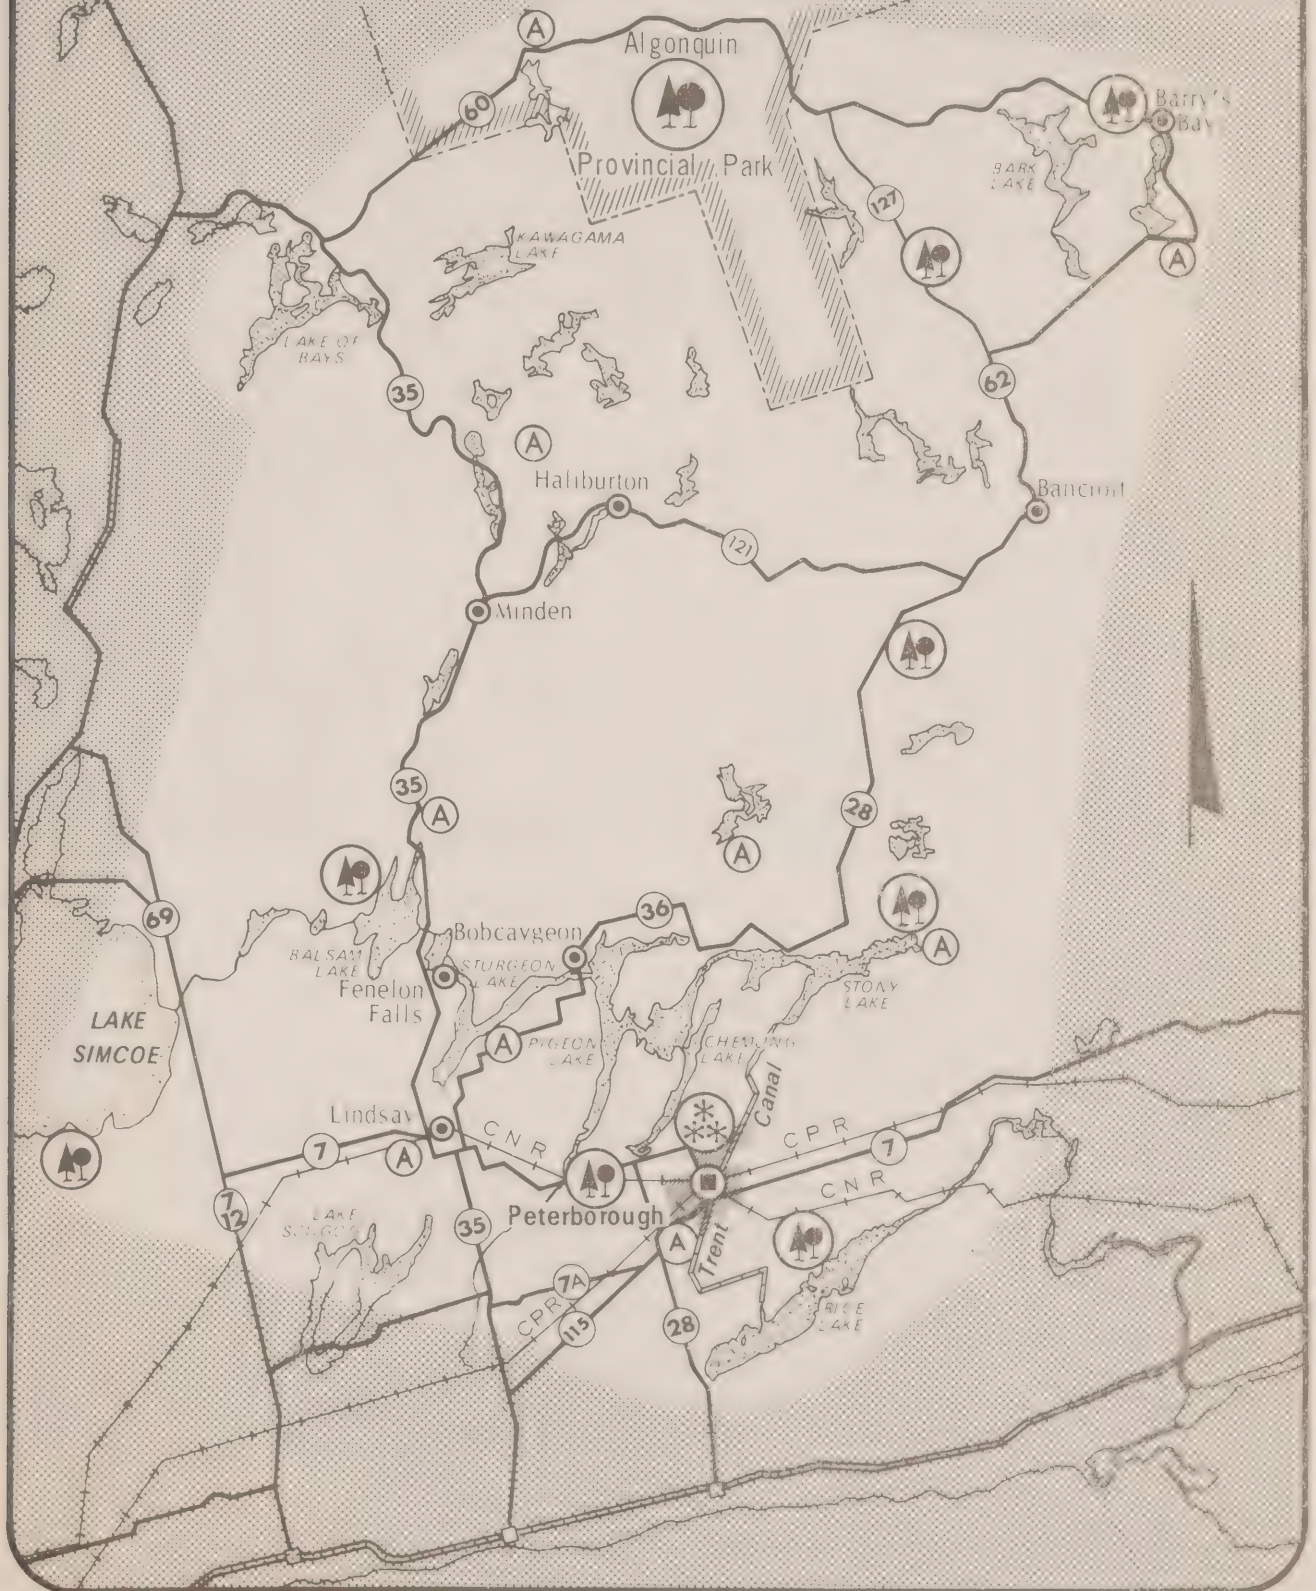 A
Algonquin
60
Barry's
Bay
Provincial Park
BARK
LAKE
127
KAWAGAMA
LAKE
A
LAKE OF
BAYS
35
62
A
Haliburton
Bancroft
121
Minden
35
A
28
A
69
36
Bobcaygeon
A
BALSAM
LAKE
STURGEON
LAKE
Fenelon
Falls
STONY
LAKE
LAKE
SIMCOE
A
PIGEON
LAKE
CHEMUNG
LAKE
Canal
Lindsay
CNR
CPR
7
A
7
CNR
7
12
LAKE
35
Peterborough
A
Trent
7A
CPR
115
28
RICE
LAKE